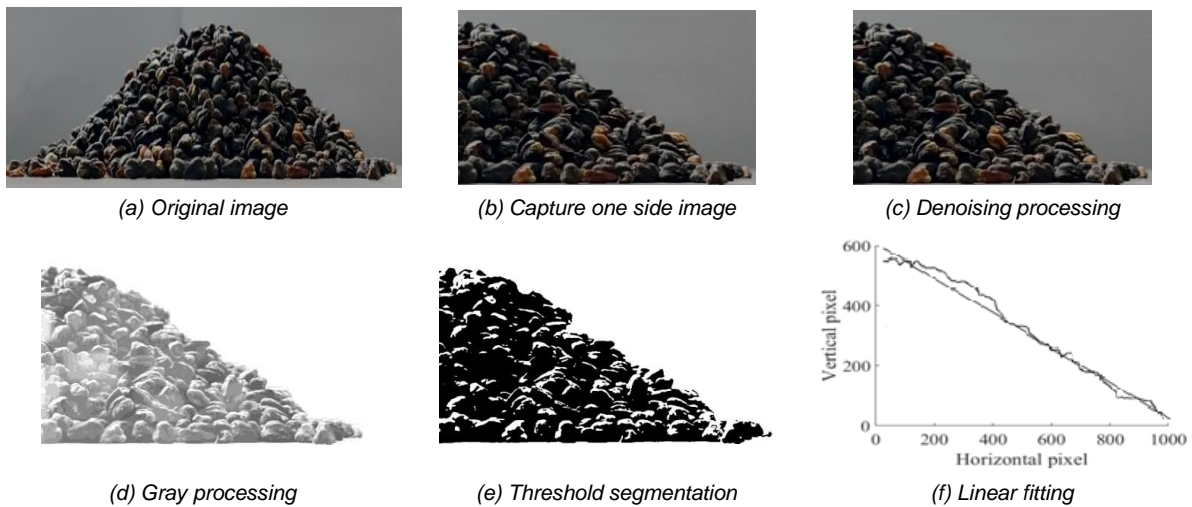 (a) Original image
(b) Capture one side image
(c) Denoising processing
600
400
200
0
Vertical pixel
0 200 400 600 800 1000
Horizontal pixel
(d) Gray processing
(e) Threshold segmentation
(f) Linear fitting